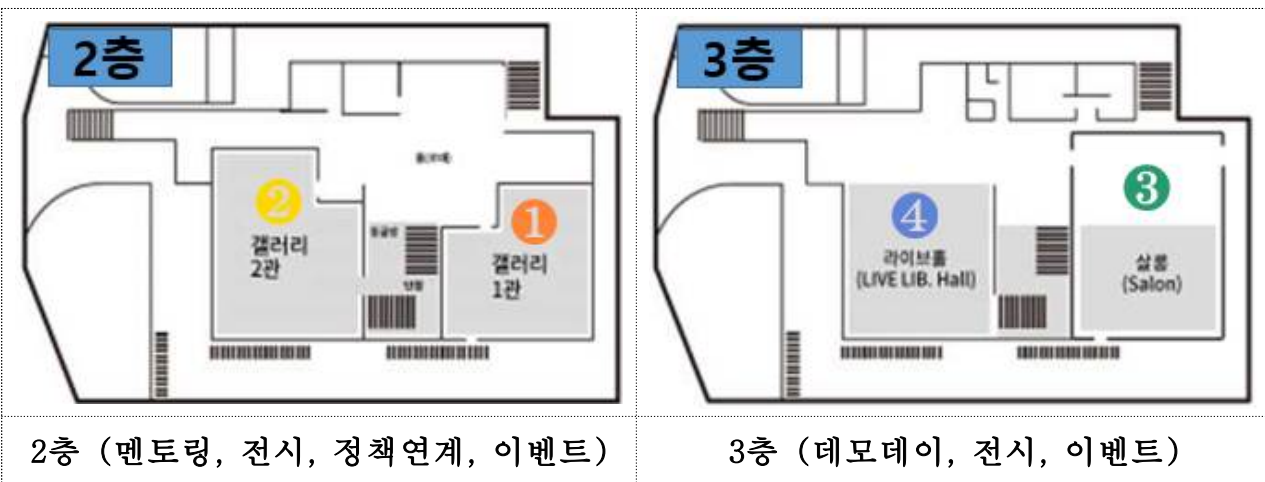 2층
2
갤러리
2관
1
갤러리
1관
3층
4
라이브홀
(LIVE LIB. Hall)
3
살롱
(Salon)
2층 (멘토링, 전시, 정책연계, 이벤트)
3층 (데모데이, 전시, 이벤트)